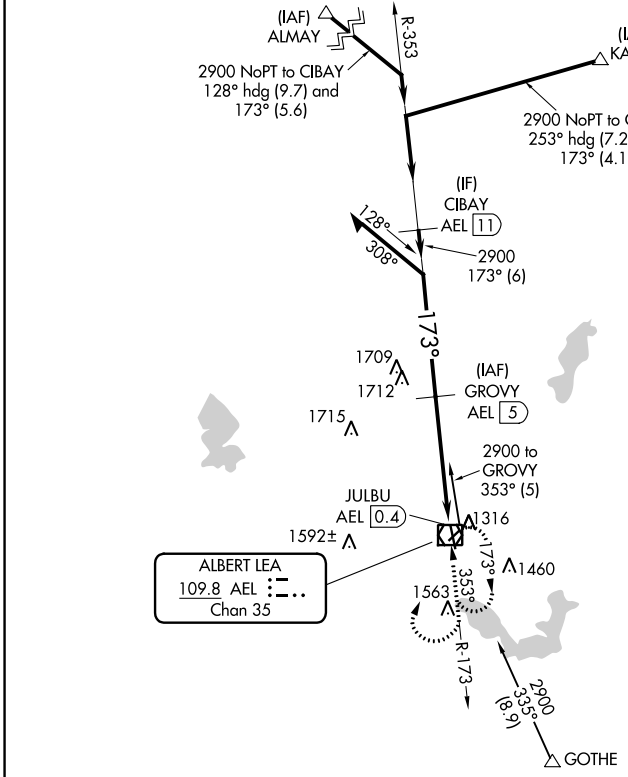 (IAF)
ALMAY
R-353
2900 NoPT to CIBAY
128° hdg (9.7) and
173° (5.6)
2900 NoPT to
253° hdg (7.2
173° (4.1
(IF)
CIBAY
AEL 11
128°
308°
2900
173° (6)
173°
1709
1712
(IAF)
GROVY
AEL 5
1715
2900 to
GROVY
353° (5)
JULBU
AEL 0.4
1316
1592±
173°
1460
ALBERT LEA
109.8 AEL
Chan 35
353°
1563
R-173
2900
335°
(8.9)
GOTHE